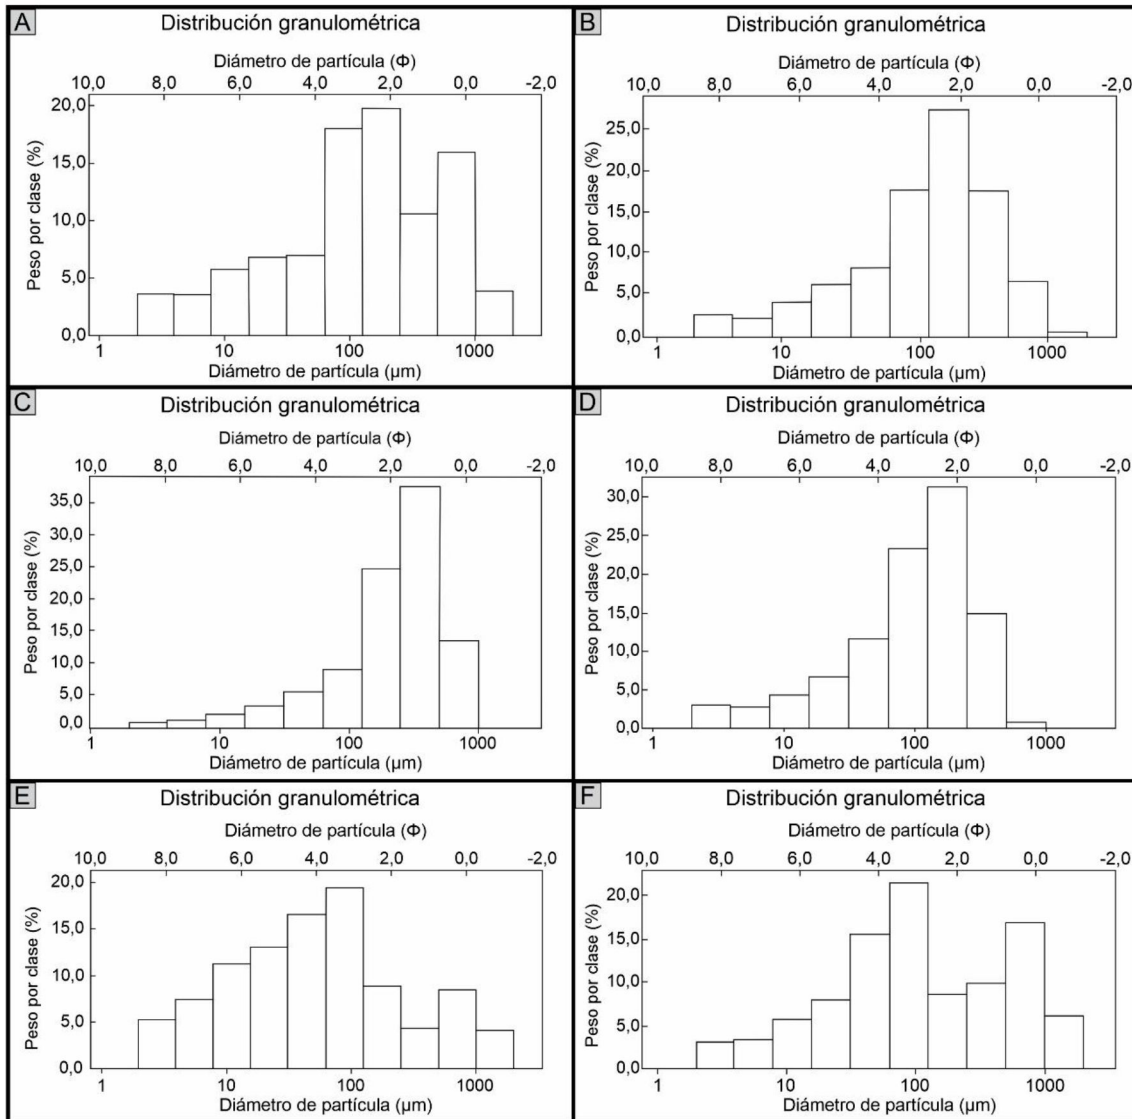 A
Distribución granulométrica
Diámetro de partícula (Φ)
10,0 8,0 6,0 4,0 2,0 0,0 -2,0
Peso por clase (%)
20,0
15,0
10,0
5,0
0,0
1 10 100 1000
Diámetro de partícula (µm)
B
Distribución granulométrica
Diámetro de partícula (Φ)
10,0 8,0 6,0 4,0 2,0 0,0 -2,0
Peso por clase (%)
25,0
20,0
15,0
10,0
5,0
0,0
1 10 100 1000
Diámetro de partícula (µm)
C
Distribución granulométrica
Diámetro de partícula (Φ)
10,0 8,0 6,0 4,0 2,0 0,0 -2,0
Peso por clase (%)
35,0
30,0
25,0
20,0
15,0
10,0
5,0
0,0
1 10 100 1000
Diámetro de partícula (µm)
D
Distribución granulométrica
Diámetro de partícula (Φ)
10,0 8,0 6,0 4,0 2,0 0,0 -2,0
Peso por clase (%)
30,0
25,0
20,0
15,0
10,0
5,0
0,0
1 10 100 1000
Diámetro de partícula (µm)
E
Distribución granulométrica
Diámetro de partícula (Φ)
10,0 8,0 6,0 4,0 2,0 0,0 -2,0
Peso por clase (%)
20,0
15,0
10,0
5,0
0,0
1 10 100 1000
Diámetro de partícula (µm)
F
Distribución granulométrica
Diámetro de partícula (Φ)
10,0 8,0 6,0 4,0 2,0 0,0 -2,0
Peso por clase (%)
20,0
15,0
10,0
5,0
0,0
1 10 100 1000
Diámetro de partícula (µm)